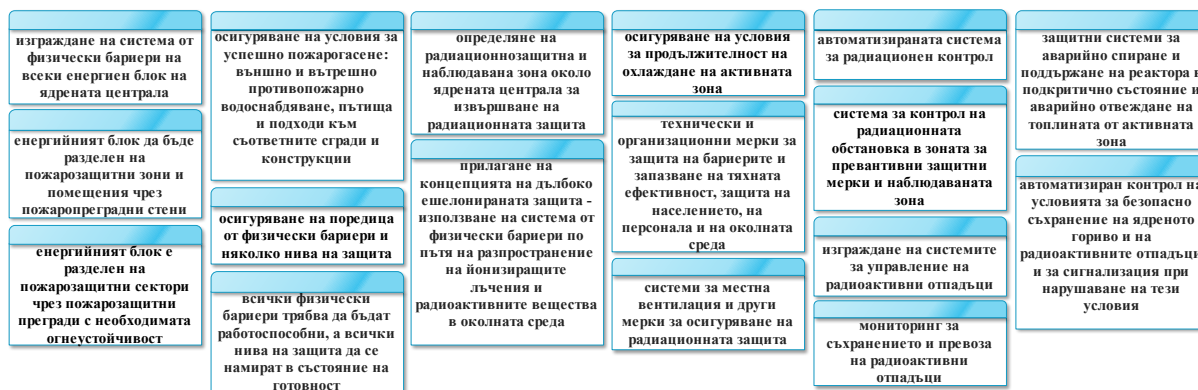 изграждане на система от
физически бариери на
всеки енергиен блок на
ядрената централа
енергийният блок да бъде
разделен на
пожарозащитни зони и
помещения чрез
пожаропреградни стени
енергийният блок е
разделен на
пожарозащитни сектори
чрез пожарозащитни
прегради с необходимата
огнеустойчивост
осигуряване на условия за
успешно пожарогасене:
външно и вътрешно
противопожарно
водоснабдяване, пътища
и подходи към
съответните сгради и
конструкции
осигуряване на поредица
от физически бариери и
няколко нива на защита
всички физически
бариери трябва да бъдат
работоспособни, а всички
нива на защита да се
намират в състояние на
готовност
определяне на
радиационнозащитна и
наблюдавана зона около
ядрената централа за
извършване на
радиационната защита
прилагане на
концепцията на дълбоко
ешелонираната защита -
използване на система от
физически бариери по
пътя на разпространение
на йонизиращите
лъчения и
радиоактивните вещества
в околната среда
осигуряване на условия
за продължителност на
охлаждане на активната
зона
технически и
организационни мерки за
защита на бариерите и
запазване на тяхната
ефективност, защита на
населението, на
персонала и на околната
среда
системи за местна
вентилация и други
мерки за осигуряване на
радиационната защита
автоматизираната система
за радиационен контрол
система за контрол на
радиационната
обстановка в зоната за
превантивни защитни
мерки и наблюдаваната
зона
изграждане на системите
за управление на
радиоактивни отпадъци
мониторинг за
съхранението и превоза
на радиоактивни
отпадъци
защитни системи за
аварийно спиране и
поддържане на реактора в
подкритично състояние и
аварийно отвеждане на
топлината от активната
зона
автоматизиран контрол на
условията за безопасно
съхранение на ядреното
гориво и на
радиоактивните отпадъци
и за сигнализация при
нарушаване на тези
условия